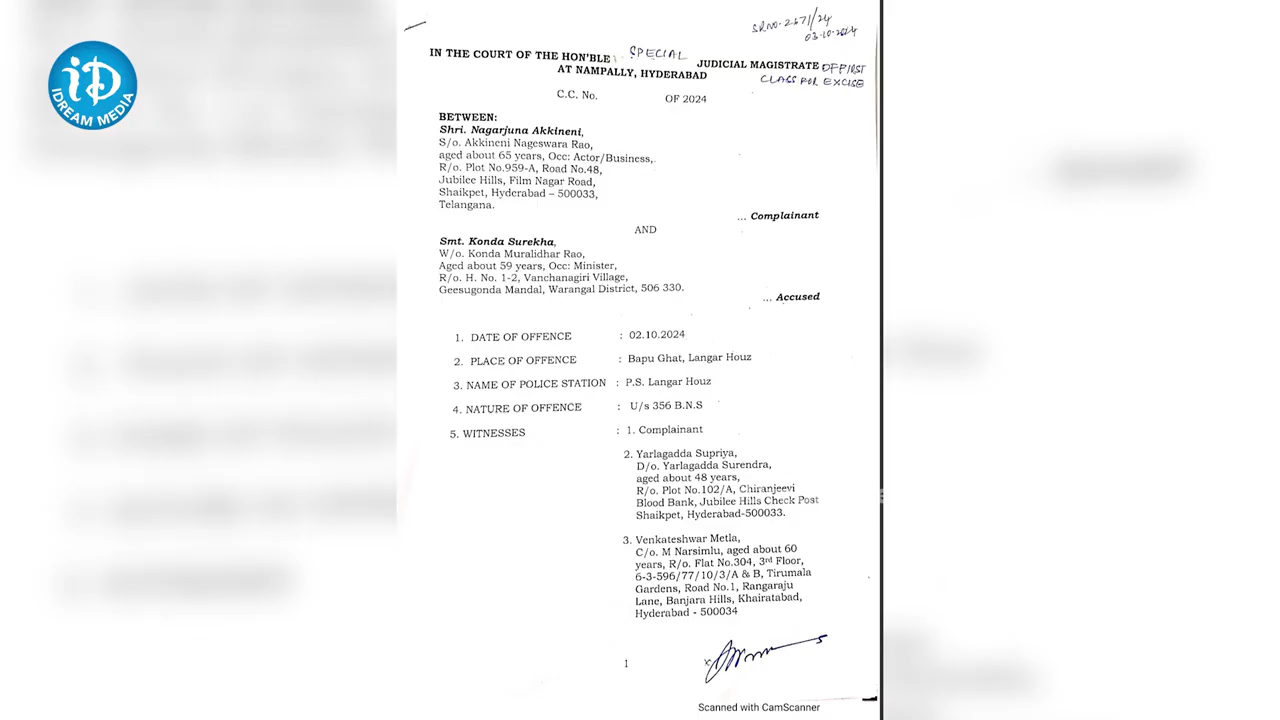 iD
IDREAM MEDIA
SR NO-2671/24
03-10-2024
IN THE COURT OF THE HON'BLE SPECIAL JUDICIAL MAGISTRATE OF FIRST
AT NAMPALLY, HYDERABAD CLASS FOR EXCISE
C.C. No. OF 2024
BETWEEN:
Shri. Nagarjuna Akkineni,
S/o. Akkineni Nageswara Rao,
aged about 65 years, Occ: Actor/Business,
R/o. Plot No.959-A, Road No.48,
Jubilee Hills, Film Nagar Road,
Shaikpet, Hyderabad – 500033,
Telangana.
... Complainant
AND
Smt. Konda Surekha,
W/o. Konda Muralidhar Rao,
Aged about 59 years, Occ: Minister,
R/o. H. No. 1-2, Vanchanagiri Village,
Geesugonda Mandal, Warangal District, 506 330.
... Accused
1. DATE OF OFFENCE : 02.10.2024
2. PLACE OF OFFENCE : Bapu Ghat, Langar Houz
3. NAME OF POLICE STATION : P.S. Langar Houz
4. NATURE OF OFFENCE : U/s 356 B.N.S
5. WITNESSES : 1. Complainant
2. Yarlagadda Supriya,
D/o. Yarlagadda Surendra,
aged about 48 years,
R/o. Plot No.102/A, Chiranjeevi
Blood Bank, Jubilee Hills Check Post
Shaikpet, Hyderabad-500033.
3. Venkateshwar Metla,
C/o. M Narsimlu, aged about 60
years, R/o. Flat No.304, 3rd Floor,
6-3-596/77/10/3/A & B, Tirumala
Gardens, Road No.1, Rangaraju
Lane, Banjara Hills, Khairatabad,
Hyderabad - 500034
1
Scanned with CamScanner